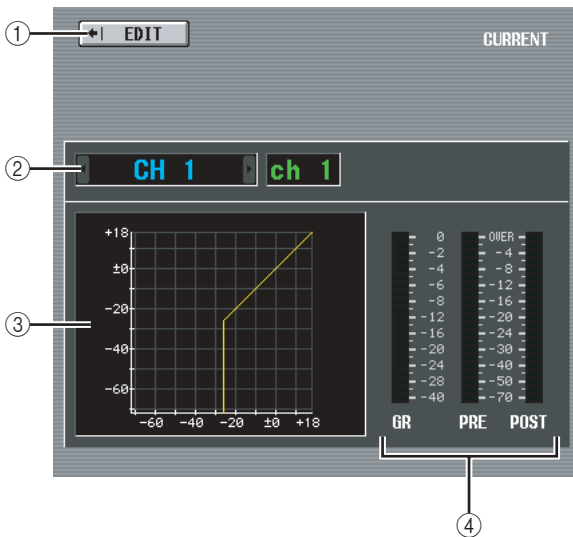 ① EDIT
CURRENT
② CH 1 ch 1
③
+18
±0
-20
-40
-60
-60 -40 -20 ±0 +18
0 OVER
-2 -4
-4 -8
-6 -12
-8 -16
-12 -20
-16 -24
-20 -30
-24 -40
-28 -50
-40 -70
GR PRE POST
④